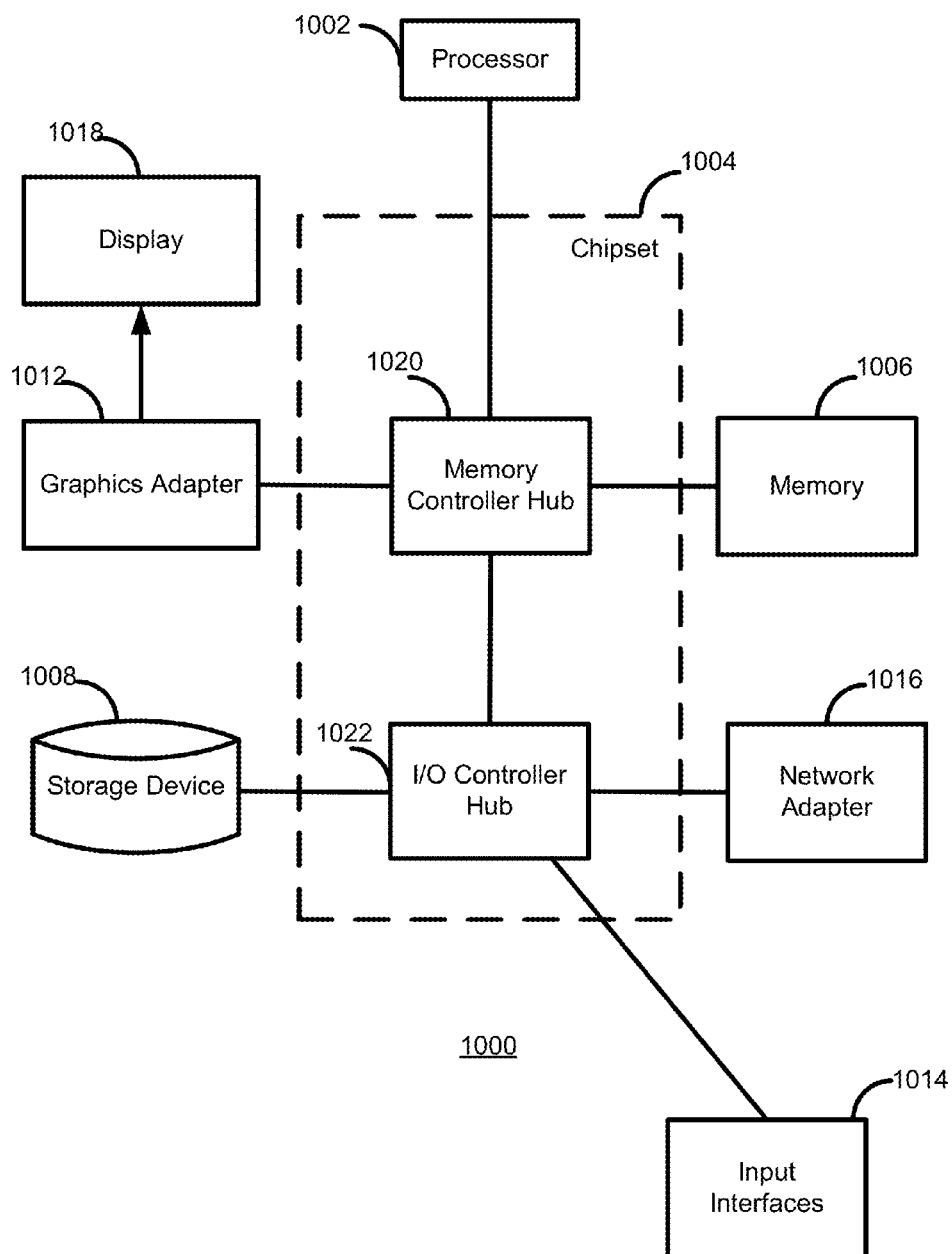 1002
Processor
1018
Display
1004
Chipset
1012
Graphics Adapter
1020
Memory
Controller Hub
1006
Memory
1008
Storage Device
1022
I/O Controller
Hub
1016
Network
Adapter
1000
1014
Input
Interfaces